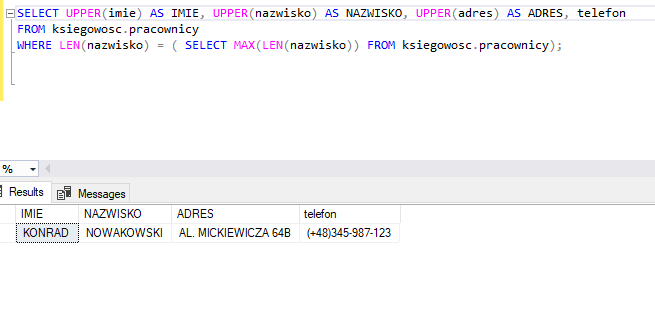 SELECT UPPER(imie) AS IMIE, UPPER(nazwisko) AS NAZWISKO, UPPER(adres) AS ADRES, telefon
FROM ksiegowosc.pracownicy
WHERE LEN(nazwisko) = ( SELECT MAX(LEN(nazwisko)) FROM ksiegowosc.pracownicy);
%
Results Messages
IMIE NAZWISKO ADRES telefon
KONRAD NOWAKOWSKI AL. MICKIEWICZA 64B (+48)345-987-123